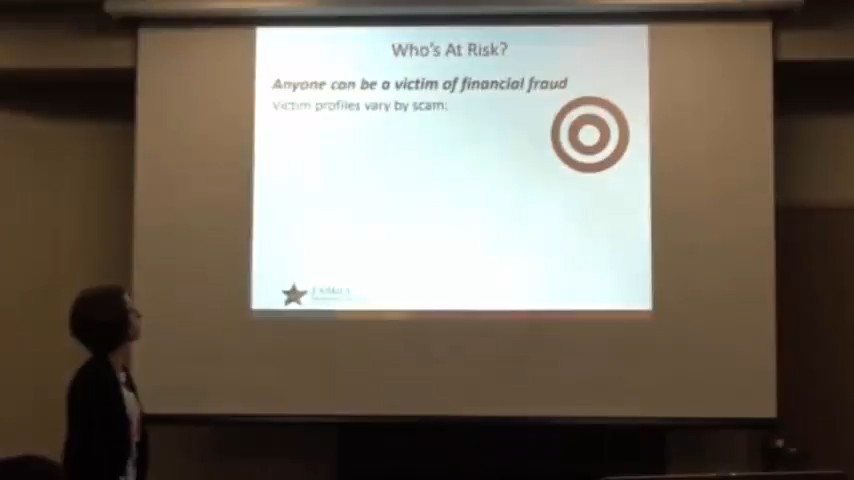 Who's At Risk?
Anyone can be a victim of financial fraud
Victim profiles vary by scam: